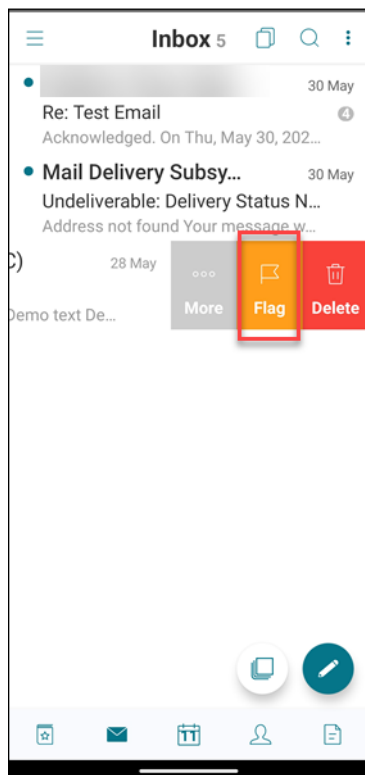 Inbox 5
30 May
Re: Test Email
4
Acknowledged. On Thu, May 30, 202...
Mail Delivery Subsy...
30 May
Undeliverable: Delivery Status N...
Address not found Your message w...
C)
28 May
Demo text De...
More
Flag
Delete